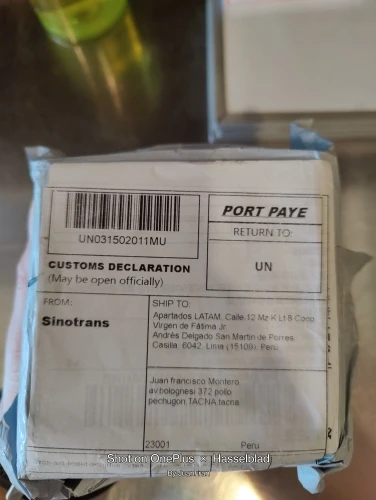 UN031502011MU
PORT PAYE
RETURN TO:
UN
CUSTOMS DECLARATION
(May be open officially)
FROM:
Sinotrans
SHIP TO:
Apartados LATAM. Calle.12 Mz K Lt 8 Coop
Virgen de Fátima Jr
Andrés Delgado San Martin de Porres
Casilla: 6042, Lima (15109), Peru.
Juan francisco Montero,
av.bolognesi 372 pollo
pechugon,TACNA,tacna
23001 Peru
Shot on OnePlus × Hasselblad